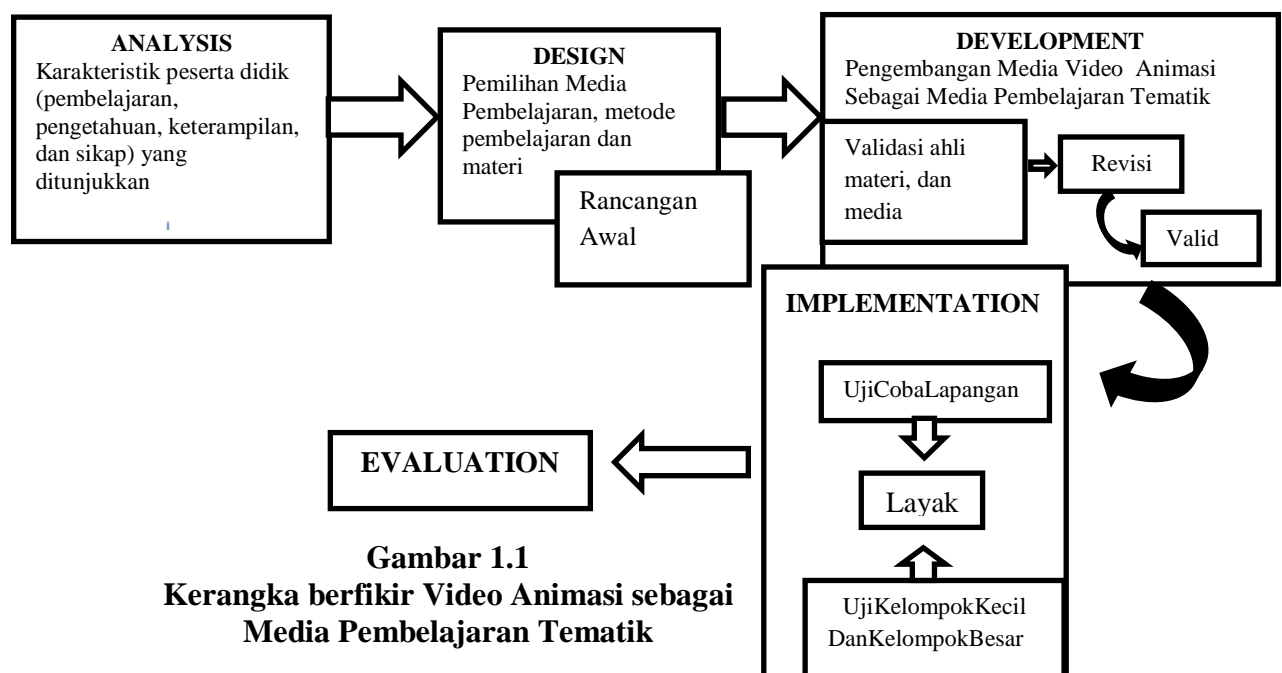 ANALYSIS
Karakteristik peserta didik
(pembelajaran,
pengetahuan, keterampilan,
dan sikap) yang
ditunjukkan
DESIGN
Pemilihan Media
Pembelajaran, metode
pembelajaran dan
materi
Rancangan
Awal
DEVELOPMENT
Pengembangan Media Video Animasi
Sebagai Media Pembelajaran Tematik
Validasi ahli
materi, dan
media
Revisi
Valid
IMPLEMENTATION
UjiCobaLapangan
Layak
UjiKelompokKecil
DanKelompokBesar
EVALUATION
Gambar 1.1
Kerangka berfikir Video Animasi sebagai
Media Pembelajaran Tematik